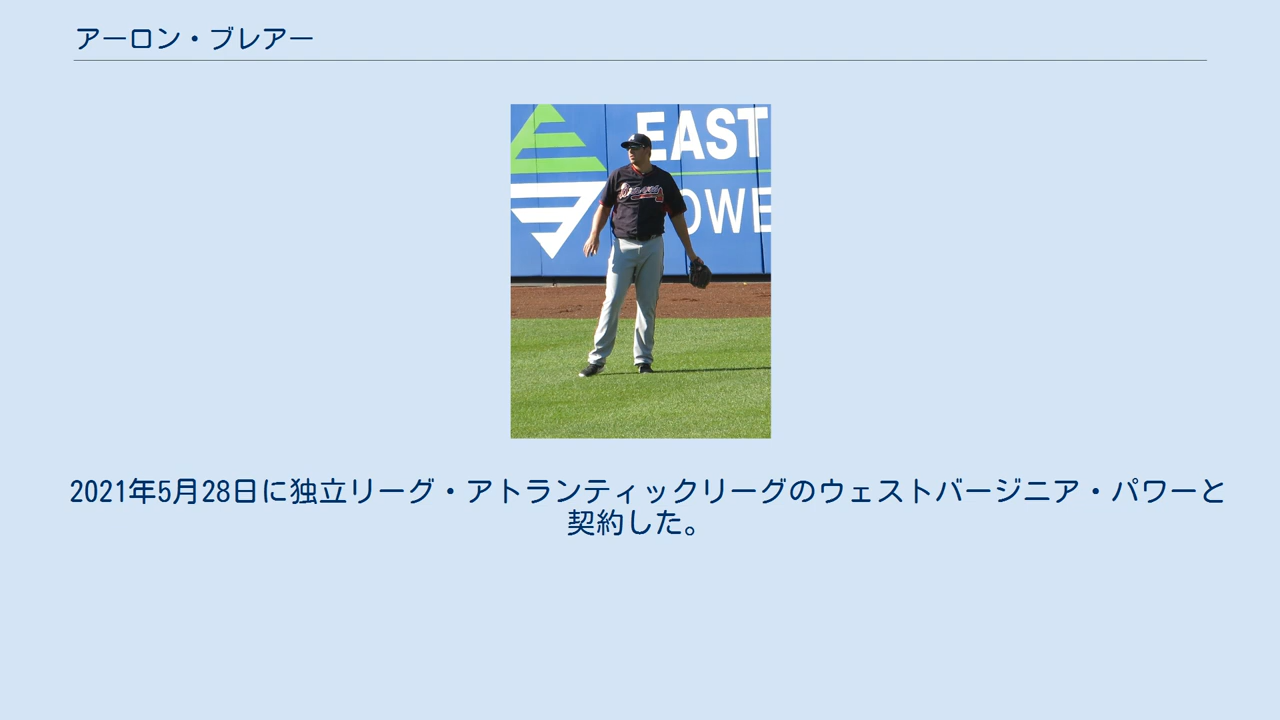 アーロン・ブレアー
EAST
OWE
2021年5月28日に独立リーグ・アトランティックリーグのウェストバージニア・パワーと
契約した。